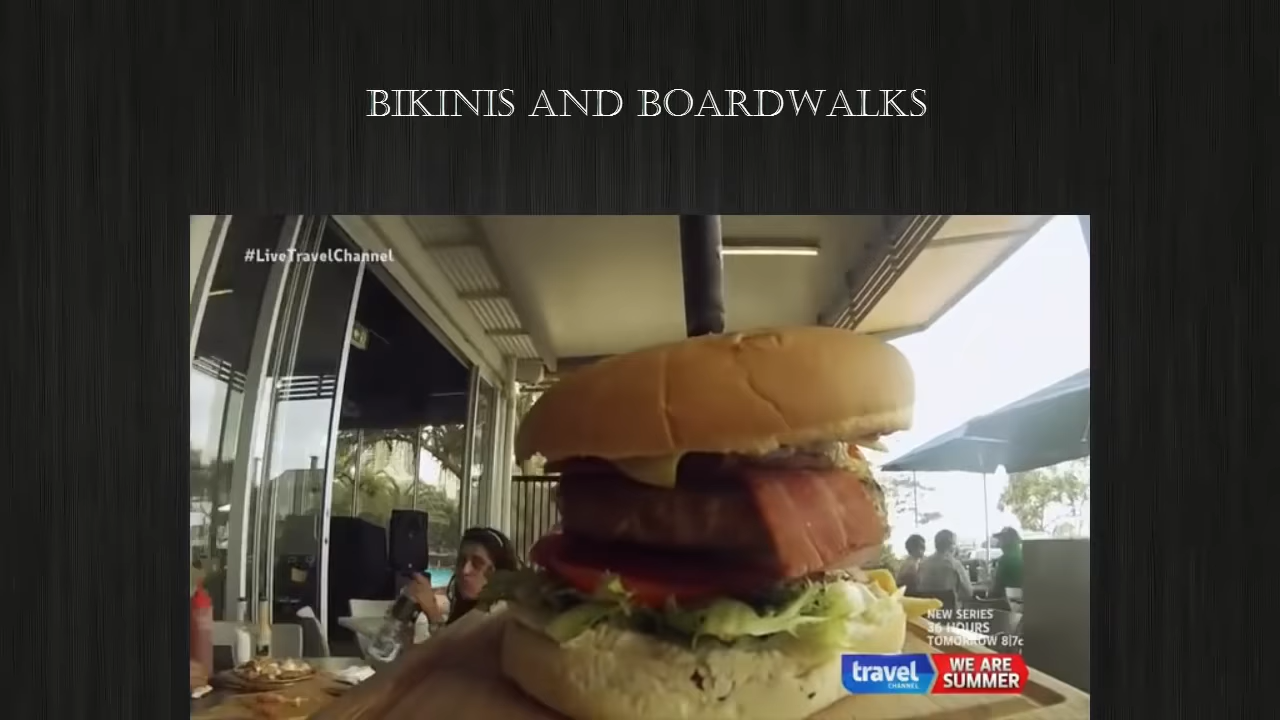 BIKINIS AND BOARDWALKS
#LiveTravelChannel
NEW SERIES
36 HOURS
TOMORROW 8|7c
travel
CHANNEL
WE ARE
SUMMER